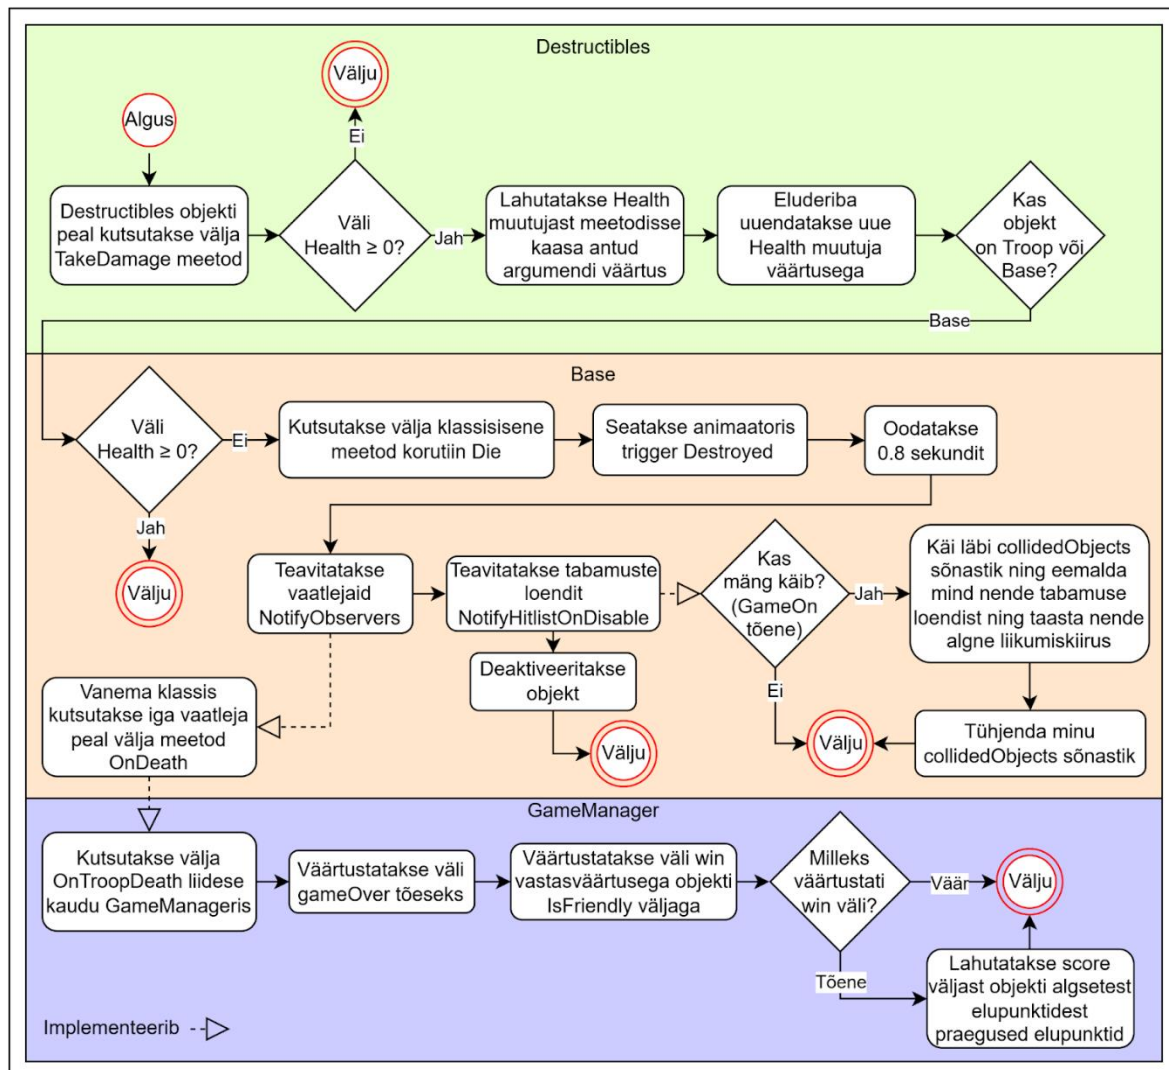 Destructibles
Algus
Välju
Ei
Destructibles objekti
peal kutsutakse välja
TakeDamage meetod
Väli
Health ≥ 0?
Jah
Lahutatakse Health
muutujast meetodisse
kaasa antud
argumendi väärtus
Eluderiba
uuendatakse uue
Health muutuja
väärtusega
Kas
objekt
on Troop või
Base?
Base
Base
Väli
Health ≥ 0?
Ei
Jah
Välju
Kutsutakse välja klassisisene
meetod korutiin Die
Seatakse animaatoris
trigger Destroyed
Oodatakse
0.8 sekundit
Teavitatakse
vaatlejaid
NotifyObservers
Teavitatakse tabamuste
loendit
NotifyHitlistOnDisable
Kas
mäng käib?
(GameOn
tõene)
Jah
Käi läbi collidedObjects
sõnastik ning eemalda
mind nende tabamuse
loendist ning taasta nende
algne liikumiskiirus
Deaktiveeritakse
objekt
Ei
Vanema klassis
kutsutakse iga vaatleja
peal välja meetod
OnDeath
Välju
Välju
Tühjenda minu
collidedObjects sõnastik
GameManager
Kutsutakse välja
OnTroopDeath liidese
kaudu GameManageris
Väärtustatakse väli
gameOver tõeseks
Väärtustatakse väli win
vastasväärtusega objekti
IsFriendly väljaga
Milleks
väärtustati
win väli?
Väär
Välju
Tõene
Lahutatakse score
väljast objekti algsetest
elupunktidest
praegused elupunktid
Implementeerib